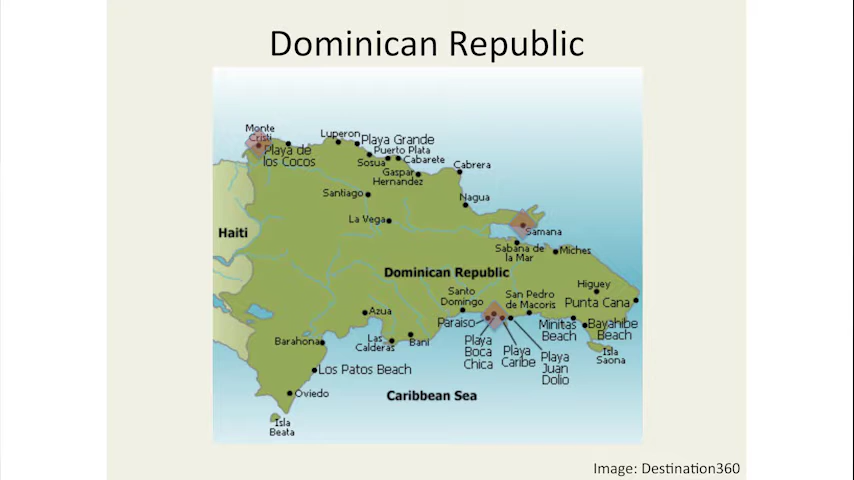 Dominican Republic
Monte
Cristi
Playa de
los Cocos
Luperon
Playa Grande
Puerto Plata
Sosua
Cabarete
Gaspar
Hernandez
Cabrera
Santiago
Nagua
La Vega
Haiti
Samana
Sabana de
la Mar
Miches
Dominican Republic
Higuey
Punta Cana
Santo
Domingo
San Pedro
de Macoris
Azua
Paraiso
Minitas
Beach
Bayahibe
Beach
Barahona
Las
Calderas
Bani
Playa
Boca
Chica
Playa
Caribe
Playa
Juan
Dolio
Isla
Saona
Los Patos Beach
Oviedo
Caribbean Sea
Isla
Beata
Image: Destination360